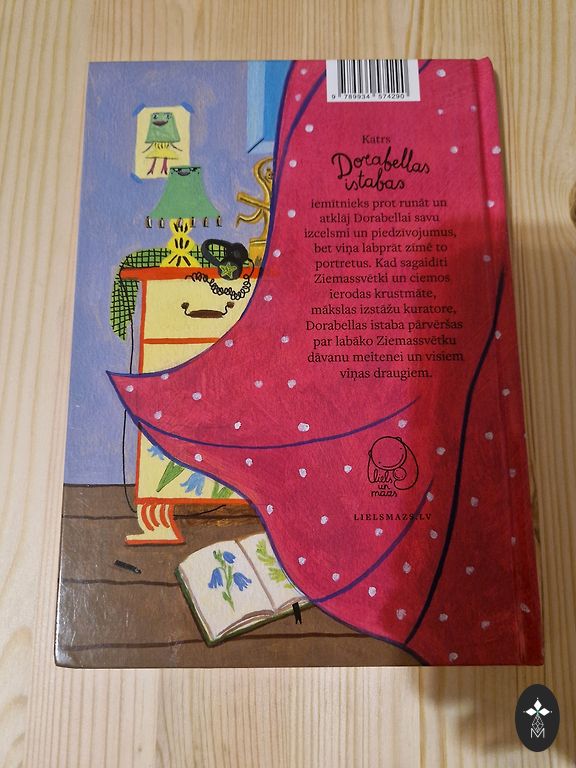 9 789934 574290
Katrs
Dorabellas
istabas
iemītnieks prot runāt un
atklāj Dorabellai savu
izcelsmi un piedzīvojumus,
bet viņa labprāt zīmē to
portretus. Kad sagaidīti
Ziemassvētki un ciemos
ierodas krustmāte,
mākslas izstāžu kuratore,
Dorabellas istaba pārvēršas
par labāko Ziemassvētku
dāvanu meitenei un visiem
viņas draugiem.
liels
un
mazs
LIELSMAZS.LV
M